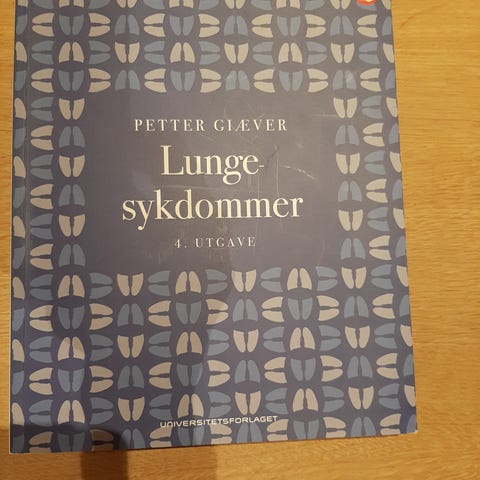 PETTER GIÆVER
Lunge-
sykdommer
4. UTGAVE
UNIVERSITETSFORLAGET